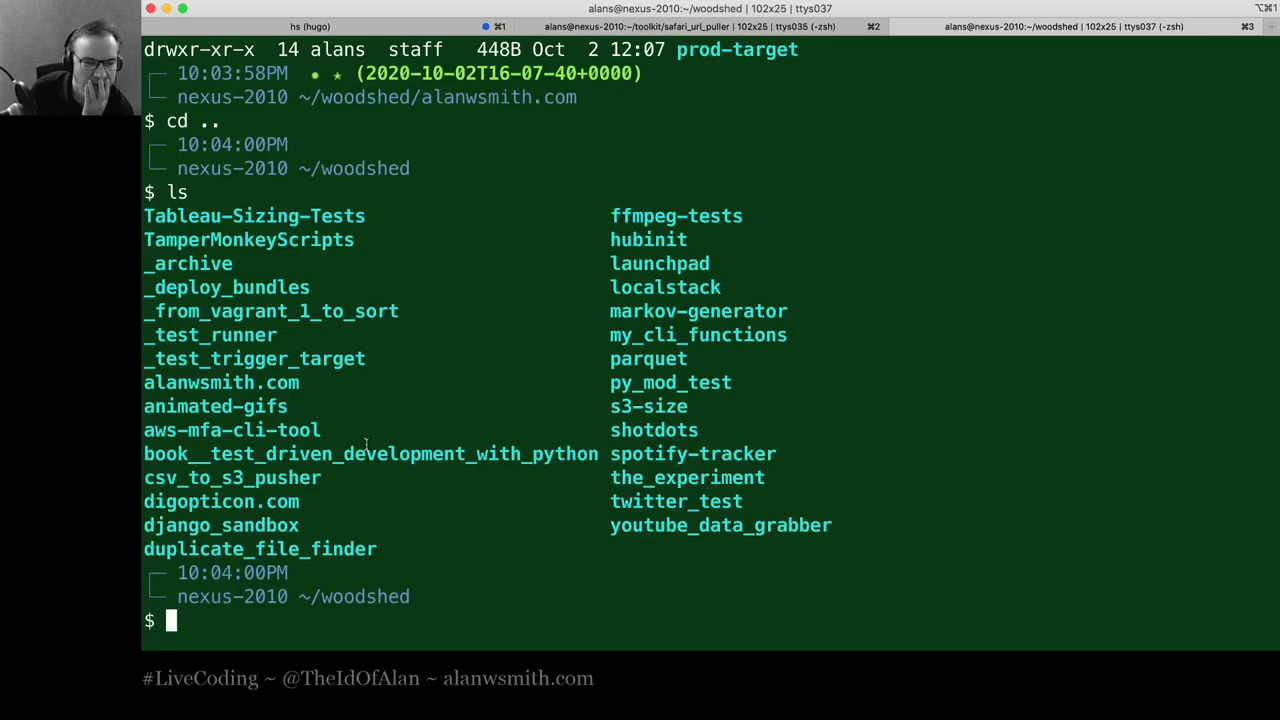 alans@nexus-2010:~/woodshed | 102x25 | ttys037
⌥⌘1
hs (hugo) ⌘1 alans@nexus-2010:~/toolkit/safari_url_puller | 102x25 | ttys035 (-zsh) ⌘2 alans@nexus-2010:~/woodshed | 102x25 | ttys037 (-zsh) ⌘3
drwxr-xr-x 14 alans staff 448B Oct 2 12:07 prod-target
10:03:58PM ✹ ★ (2020-10-02T16-07-40+0000)
nexus-2010 ~/woodshed/alanwsmith.com
$ cd ..
10:04:00PM
nexus-2010 ~/woodshed
$ ls
Tableau-Sizing-Tests ffmpeg-tests
TamperMonkeyScripts hubinit
_archive launchpad
_deploy_bundles localstack
_from_vagrant_1_to_sort markov-generator
_test_runner my_cli_functions
_test_trigger_target parquet
alanwsmith.com py_mod_test
animated-gifs s3-size
aws-mfa-cli-tool shotdots
book__test_driven_development_with_python spotify-tracker
csv_to_s3_pusher the_experiment
digopticon.com twitter_test
django_sandbox youtube_data_grabber
duplicate_file_finder
10:04:00PM
nexus-2010 ~/woodshed
$
#LiveCoding ~ @TheIdOfAlan ~ alanwsmith.com